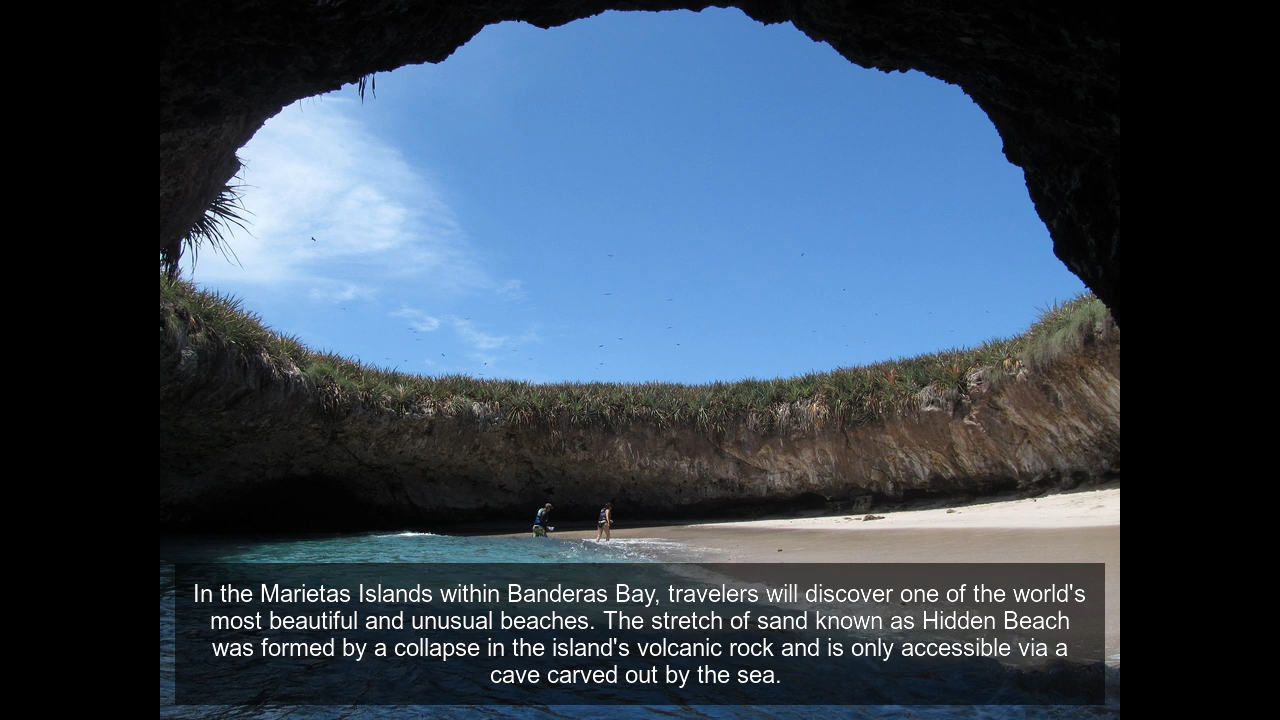 In the Marietas Islands within Banderas Bay, travelers will discover one of the world's
most beautiful and unusual beaches. The stretch of sand known as Hidden Beach
was formed by a collapse in the island's volcanic rock and is only accessible via a
cave carved out by the sea.